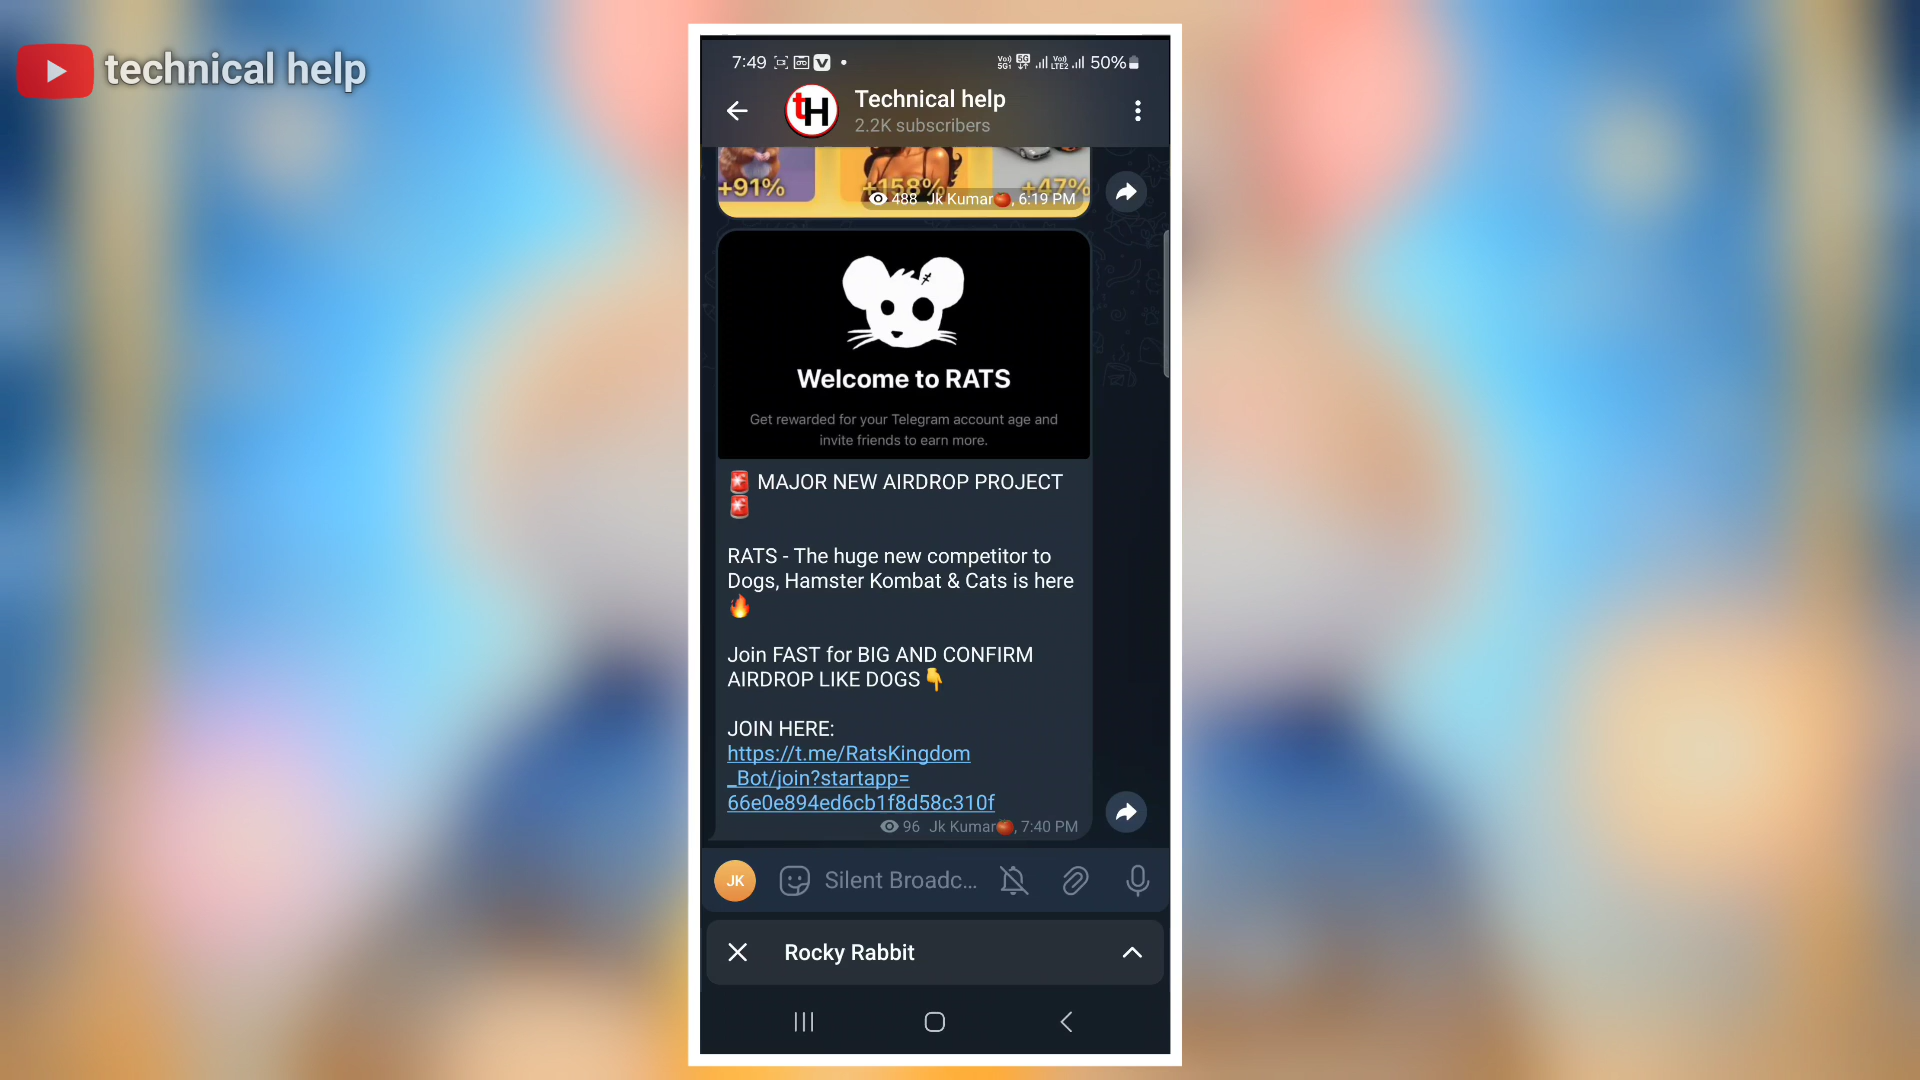 technical help
7:49
50%
Technical help
tH
2.2K subscribers
+91%
+158%
+47%
488 Jk Kumar🍅, 6:19 PM
Welcome to RATS
Get rewarded for your Telegram account age and
invite friends to earn more.
🚨 MAJOR NEW AIRDROP PROJECT
🚨
RATS - The huge new competitor to
Dogs, Hamster Kombat & Cats is here
🔥
Join FAST for BIG AND CONFIRM
AIRDROP LIKE DOGS👇
JOIN HERE:
https://t.me/RatsKingdom
_Bot/join?startapp=
66e0e894ed6cb1f8d58c310f
96 Jk Kumar🍅, 7:40 PM
JK
Silent Broadc...
Rocky Rabbit